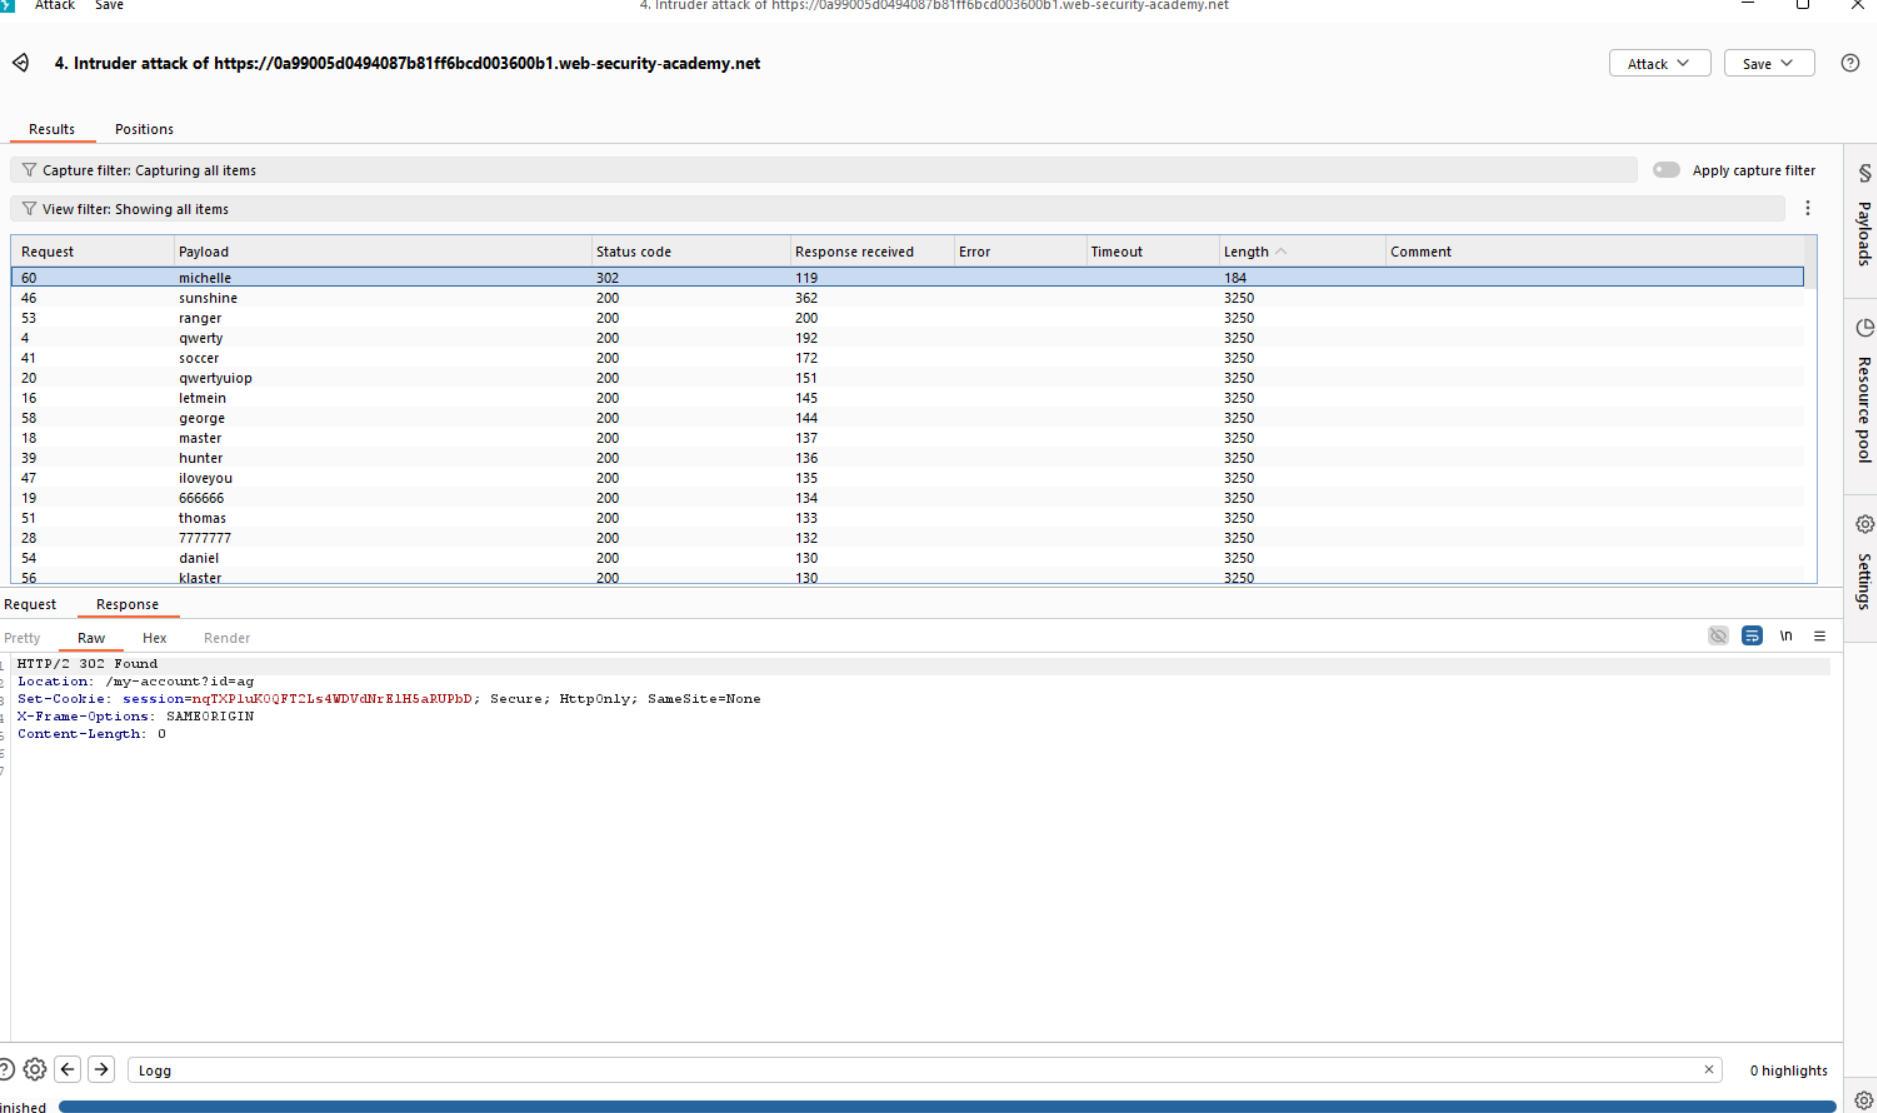 Attack Save 4. Intruder attack of https://0a99005d0494087b81ff6bcd003600b1.web-security-academy.net
4. Intruder attack of https://0a99005d0494087b81ff6bcd003600b1.web-security-academy.net Attack Save
Results Positions
Capture filter: Capturing all items Apply capture filter
View filter: Showing all items
Request Payload Status code Response received Error Timeout Length Comment
60 michelle 302 119 184
46 sunshine 200 362 3250
53 ranger 200 200 3250
4 qwerty 200 192 3250
41 soccer 200 172 3250
20 qwertyuiop 200 151 3250
16 letmein 200 145 3250
58 george 200 144 3250
18 master 200 137 3250
39 hunter 200 136 3250
47 iloveyou 200 135 3250
19 666666 200 134 3250
51 thomas 200 133 3250
28 7777777 200 132 3250
54 daniel 200 130 3250
56 klaster 200 130 3250
Payloads
Resource pool
Settings
Request Response
Pretty Raw Hex Render \n
1 HTTP/2 302 Found
2 Location: /my-account?id=ag
3 Set-Cookie: session=nqTXPluK0QFT2Ls4WDVdNrElH5aRUPbD; Secure; HttpOnly; SameSite=None
4 X-Frame-Options: SAMEORIGIN
5 Content-Length: 0
6
7
Logg 0 highlights
inished